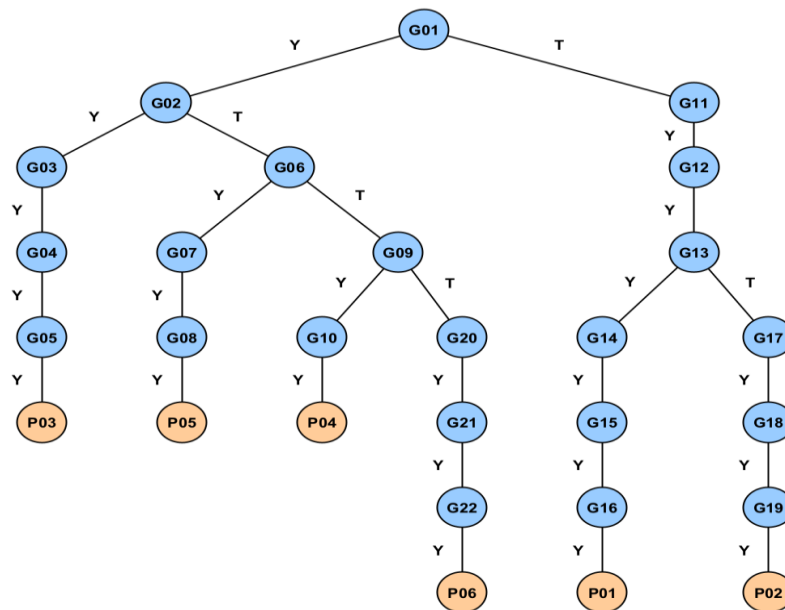 G01
Y T
G02 G11
Y T Y
G03 G06 G12
Y Y T Y
G04 G07 G09 G13
Y Y Y T Y T
G05 G08 G10 G20 G14 G17
Y Y Y Y Y Y
P03 P05 P04 G21 G15 G18
Y Y Y
G22 G16 G19
Y Y Y
P06 P01 P02